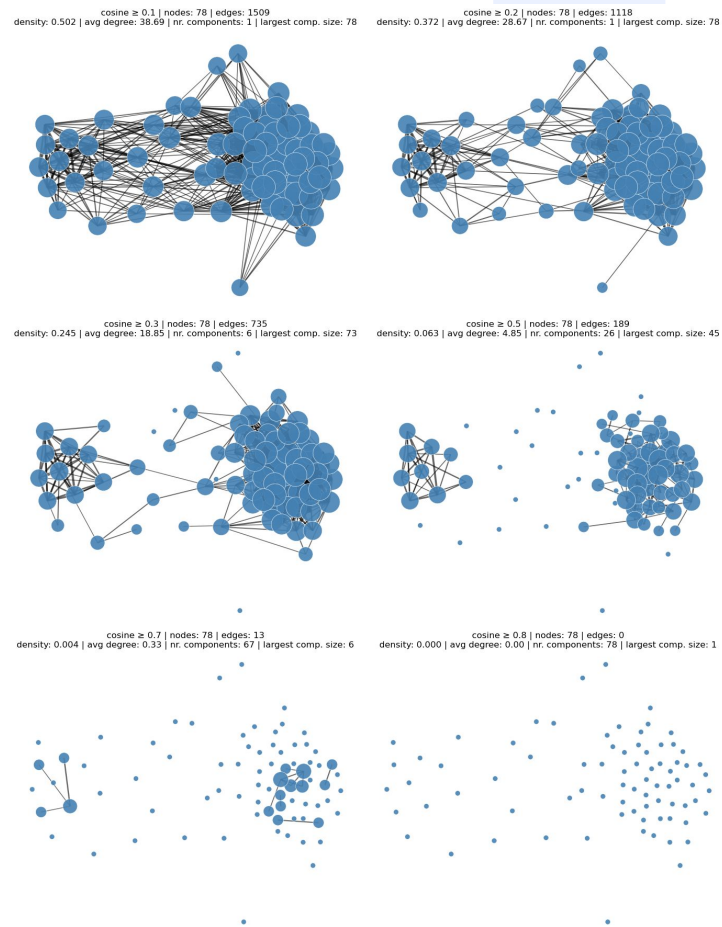 cosine ≥ 0.1 | nodes: 78 | edges: 1509
density: 0.502 | avg degree: 38.69 | nr. components: 1 | largest comp. size: 78
cosine ≥ 0.2 | nodes: 78 | edges: 1118
density: 0.372 | avg degree: 28.67 | nr. components: 1 | largest comp. size: 78
cosine ≥ 0.3 | nodes: 78 | edges: 735
density: 0.245 | avg degree: 18.85 | nr. components: 6 | largest comp. size: 73
cosine ≥ 0.5 | nodes: 78 | edges: 189
density: 0.063 | avg degree: 4.85 | nr. components: 26 | largest comp. size: 45
cosine ≥ 0.7 | nodes: 78 | edges: 13
density: 0.004 | avg degree: 0.33 | nr. components: 67 | largest comp. size: 6
cosine ≥ 0.8 | nodes: 78 | edges: 0
density: 0.000 | avg degree: 0.00 | nr. components: 78 | largest comp. size: 1